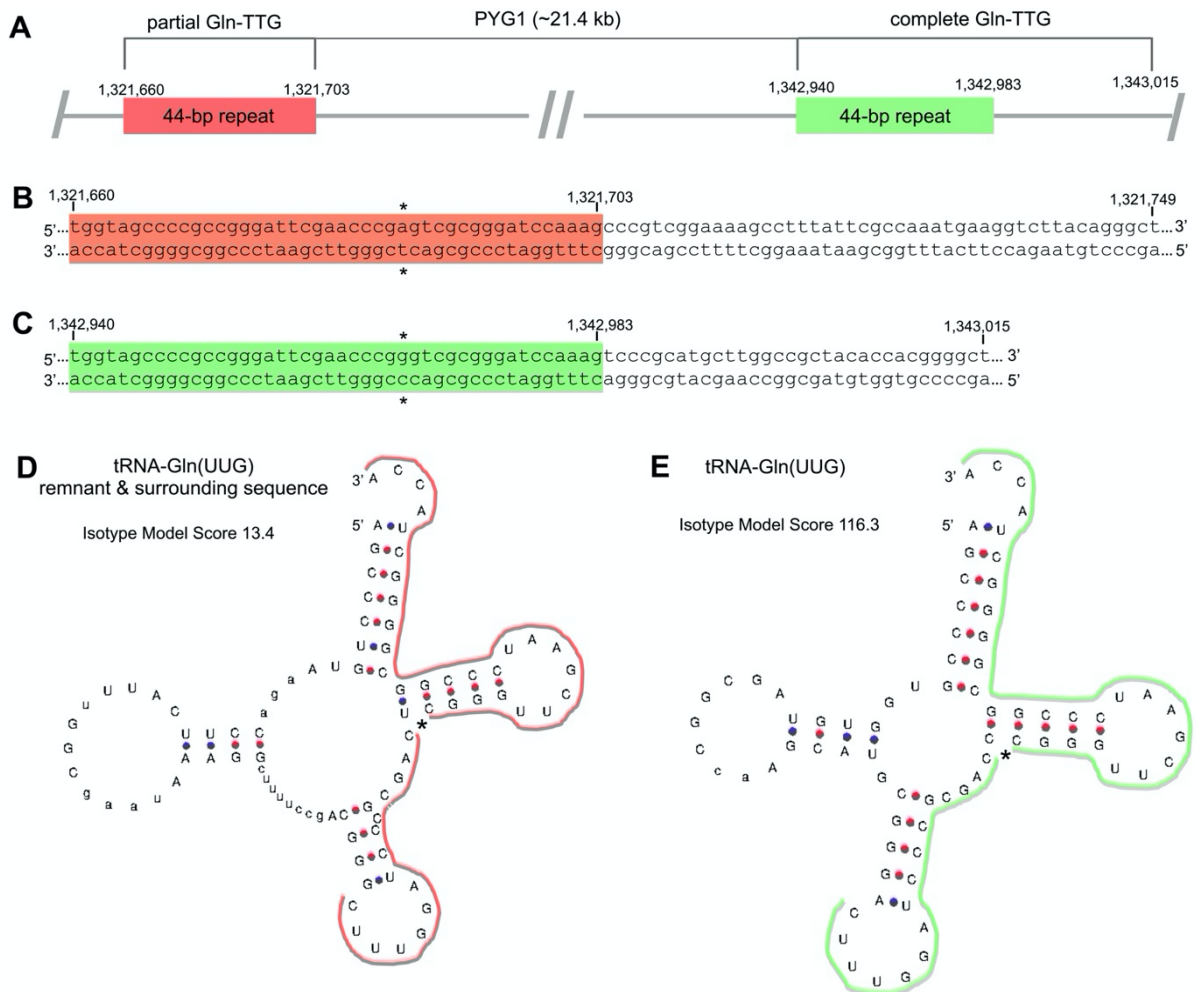 A
partial Gln-TTG
PYG1 (~21.4 kb)
complete Gln-TTG
1,321,660
1,321,703
1,342,940
1,342,983
1,343,015
44-bp repeat
44-bp repeat
B
1,321,660
*
1,321,703
1,321,749
5’...tggtagccccgccgggattcgaacccgagtcgcgggatccaaagcccgtcggaaaagcctttattcgccaaatgaaggtcttacagggct...3’
3’...accatcggggcggccctaagcttgggctcagcgccctaggtttcgggcagccttttcggaaataagcggtttacttccagaatgtcccga...5’
*
C
1,342,940
*
1,342,983
1,343,015
5’...tggtagccccgccgggattcgaacccgggtcgcgggatccaaagtcccgcatgcttggccgctacaccacggggct... 3’
3’...accatcggggcggccctaagcttgggcccagcgccctaggtttcagggcgtacgaaccggcgatgtggtgccccga... 5’
*
D
tRNA-Gln(UUG)
remnant & surrounding sequence
Isotype Model Score 13.4
3’ A C C A
5’ A
*
E
tRNA-Gln(UUG)
Isotype Model Score 116.3
3’ A C C A
5’ A
*